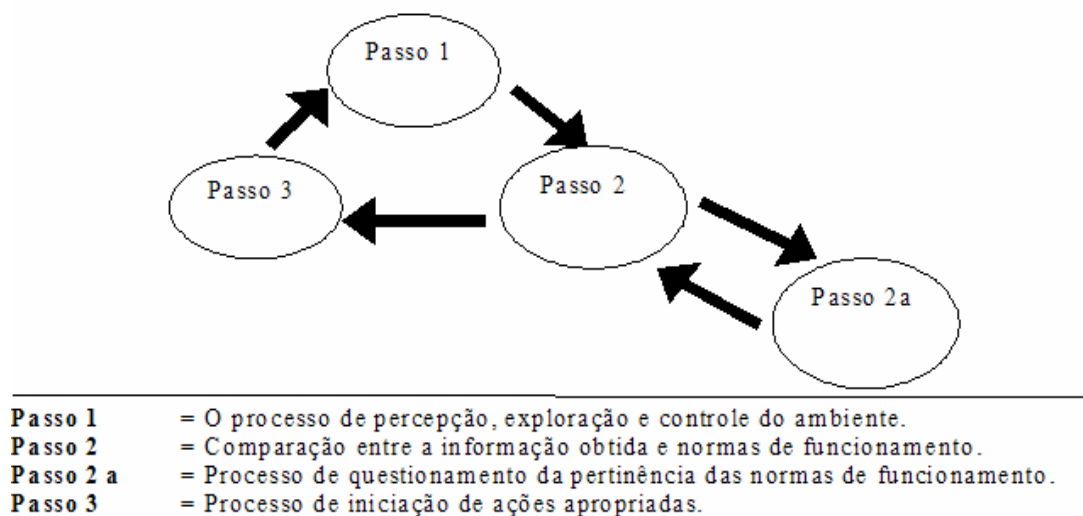 Passo 1
Passo 3
Passo 2
Passo 2a
Passo 1 = O processo de percepção, exploração e controle do ambiente.
Passo 2 = Comparação entre a informação obtida e normas de funcionamento.
Passo 2 a = Processo de questionamento da pertinência das normas de funcionamento.
Passo 3 = Processo de iniciação de ações apropriadas.